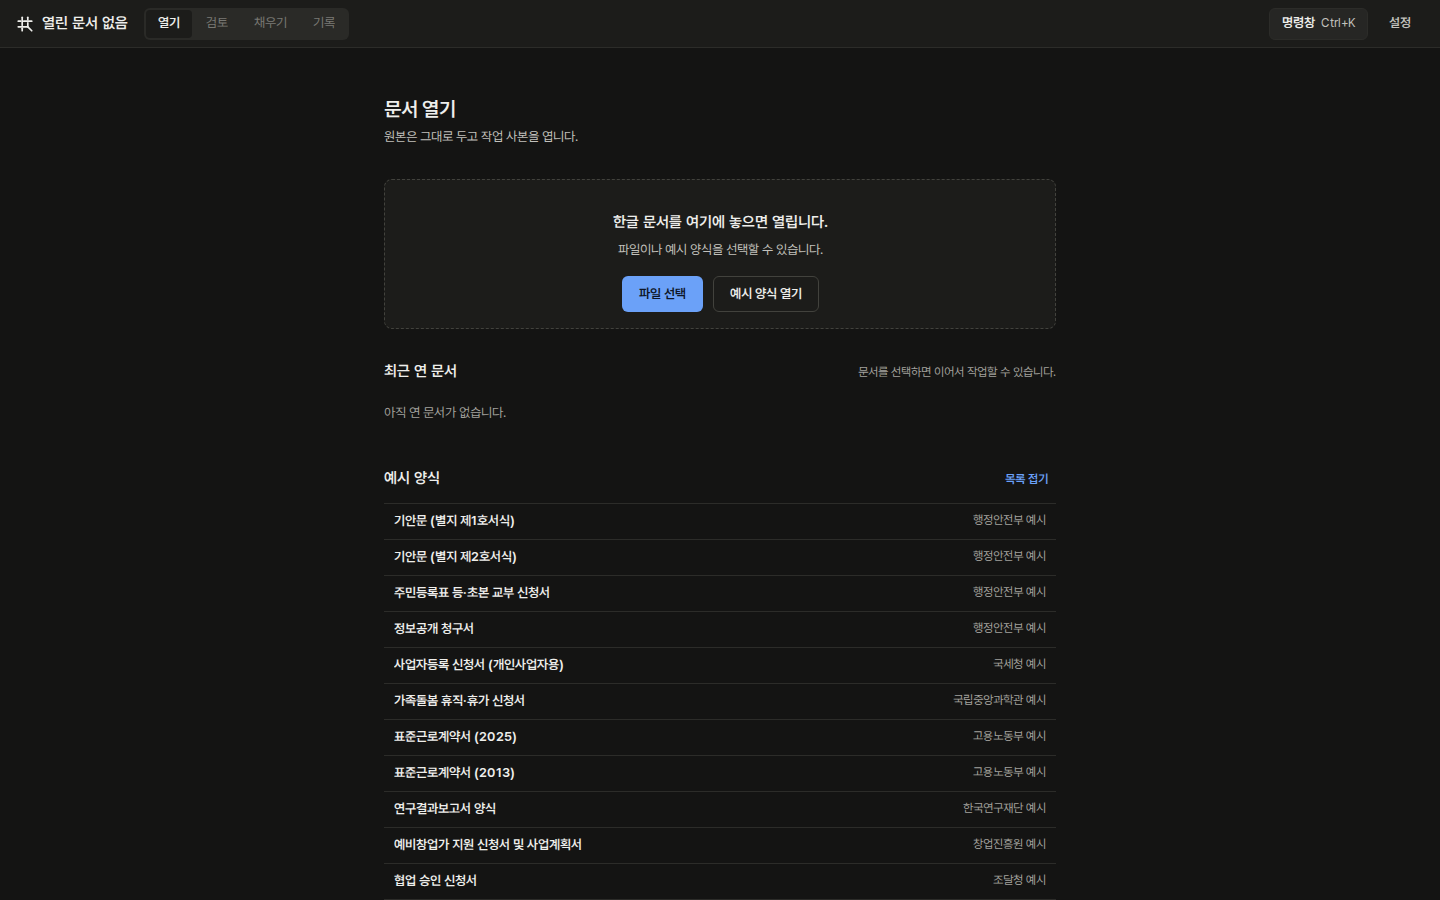 열린 문서 없음 열기 검토 채우기 기록 명령창 Ctrl+K 설정
문서 열기
원본은 그대로 두고 작업 사본을 엽니다.
한글 문서를 여기에 놓으면 열립니다.
파일이나 예시 양식을 선택할 수 있습니다.
파일 선택 예시 양식 열기
최근 연 문서 문서를 선택하면 이어서 작업할 수 있습니다.
아직 연 문서가 없습니다.
예시 양식 목록 접기
기안문 (별지 제1호서식) 행정안전부 예시
기안문 (별지 제2호서식) 행정안전부 예시
주민등록표 등·초본 교부 신청서 행정안전부 예시
정보공개 청구서 행정안전부 예시
사업자등록 신청서 (개인사업자용) 국세청 예시
가족돌봄 휴직·휴가 신청서 국립중앙과학관 예시
표준근로계약서 (2025) 고용노동부 예시
표준근로계약서 (2013) 고용노동부 예시
연구결과보고서 양식 한국연구재단 예시
예비창업가 지원 신청서 및 사업계획서 창업진흥원 예시
협업 승인 신청서 조달청 예시